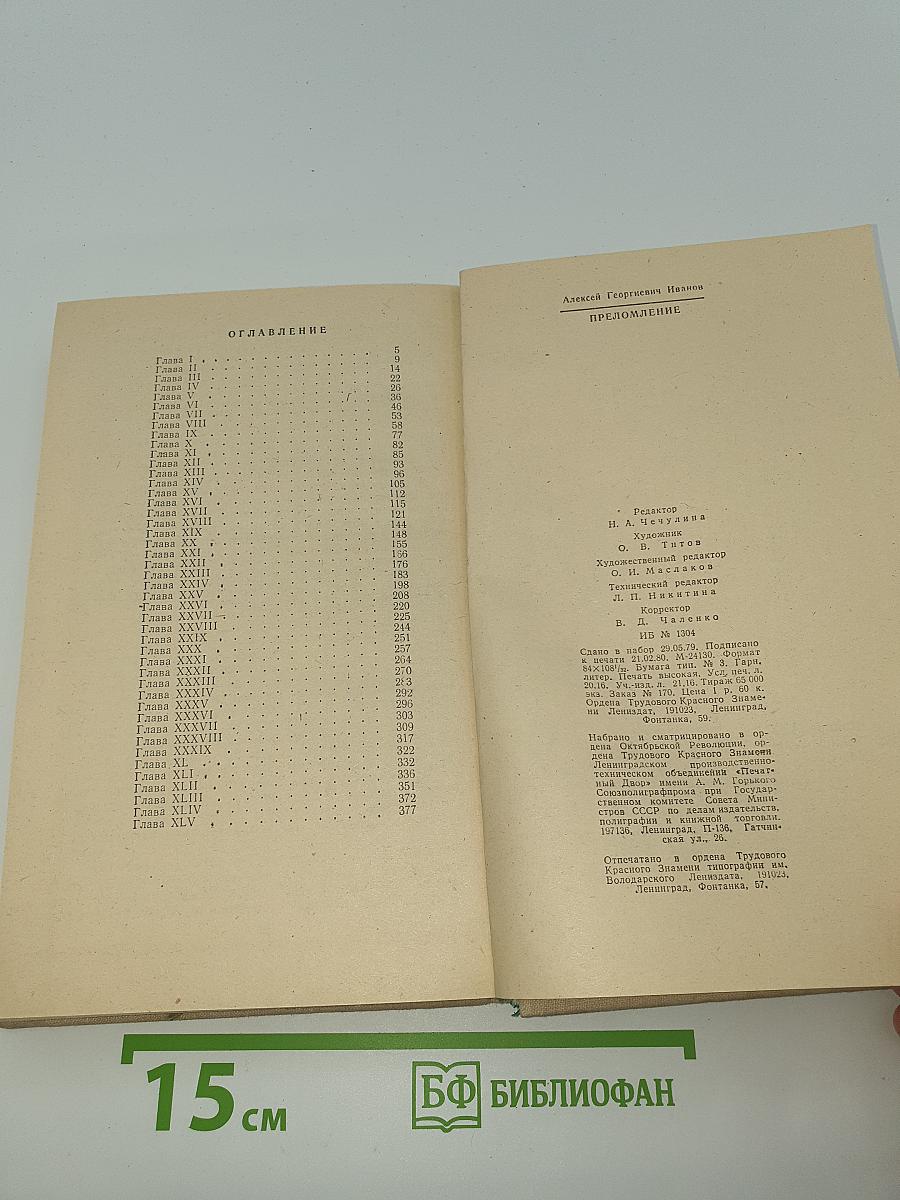 ОГЛАВЛЕНИЕ
Глава I . . . . . . . . . . . . 5
Глава II . . . . . . . . . . . . 9
Глава III . . . . . . . . . . . . 14
Глава IV . . . . . . . . . . . . 22
Глава V . . . . . . . . . . . . 26
Глава VI . . . . . . . . . . . . 36
Глава VII . . . . . . . . . . . . 46
Глава VIII . . . . . . . . . . . . 53
Глава IX . . . . . . . . . . . . 58
Глава X . . . . . . . . . . . . 77
Глава XI . . . . . . . . . . . . 82
Глава XII . . . . . . . . . . . . 85
Глава XIII . . . . . . . . . . . . 93
Глава XIV . . . . . . . . . . . . 96
Глава XV . . . . . . . . . . . . 105
Глава XVI . . . . . . . . . . . . 112
Глава XVII . . . . . . . . . . . . 115
Глава XVIII . . . . . . . . . . . . 121
Глава XIX . . . . . . . . . . . . 144
Глава XX . . . . . . . . . . . . 148
Глава XXI . . . . . . . . . . . . 155
Глава XXII . . . . . . . . . . . . 166
Глава XXIII . . . . . . . . . . . . 176
Глава XXIV . . . . . . . . . . . . 183
Глава XXV . . . . . . . . . . . . 198
Глава XXVI . . . . . . . . . . . . 208
Глава XXVII . . . . . . . . . . . . 220
Глава XXVIII . . . . . . . . . . . . 225
Глава XXIX . . . . . . . . . . . . 244
Глава XXX . . . . . . . . . . . . 251
Глава XXXI . . . . . . . . . . . . 257
Глава XXXII . . . . . . . . . . . . 264
Глава XXXIII . . . . . . . . . . . . 270
Глава XXXIV . . . . . . . . . . . . 283
Глава XXXV . . . . . . . . . . . . 292
Глава XXXVI . . . . . . . . . . . . 296
Глава XXXVII . . . . . . . . . . . . 303
Глава XXXVIII . . . . . . . . . . . . 309
Глава XXXIX . . . . . . . . . . . . 317
Глава XL . . . . . . . . . . . . 322
Глава XLI . . . . . . . . . . . . 332
Глава XLII . . . . . . . . . . . . 336
Глава XLIII . . . . . . . . . . . . 351
Глава XLIV . . . . . . . . . . . . 372
Глава XLV . . . . . . . . . . . . 377
Алексей Георгиевич Иванов
ПРЕЛОМЛЕНИЕ
Редактор
Н. А. Чечулина
Художник
О. В. Титов
Художественный редактор
О. И. Маслаков
Технический редактор
Л. П. Никитина
Корректор
В. Д. Чаленко
ИБ № 1304
Сдано в набор 29.05.79. Подписано
к печати 21.02.80. М-24130. Формат
84×108¹/₃₂. Бумага тип. № 3. Гарн.
литер. Печать высокая. Усл. печ. л.
20,16. Уч.-изд. л. 21,16. Тираж 65 000
экз. Заказ № 170. Цена 1 р. 60 к.
Ордена Трудового Красного Знаме-
ни Лениздат, 191023, Ленинград,
Фонтанка, 59.
Набрано и сматрицировано в ор-
дена Октябрьской Революции, ор-
дена Трудового Красного Знамени
Ленинградском производственно-
техническом объединении «Печат-
ный Двор» имени А. М. Горького
Союзполиграфпрома при Государ-
ственном комитете Совета Мини-
стров СССР по делам издательств,
полиграфии и книжной торговли.
197136, Ленинград, П-136, Гатчин-
ская ул., 26.
Отпечатано в ордена Трудового
Красного Знамени типографии им.
Володарского Лениздата, 191023,
Ленинград, Фонтанка, 57.
15 см
БФ БИБЛИОФАН